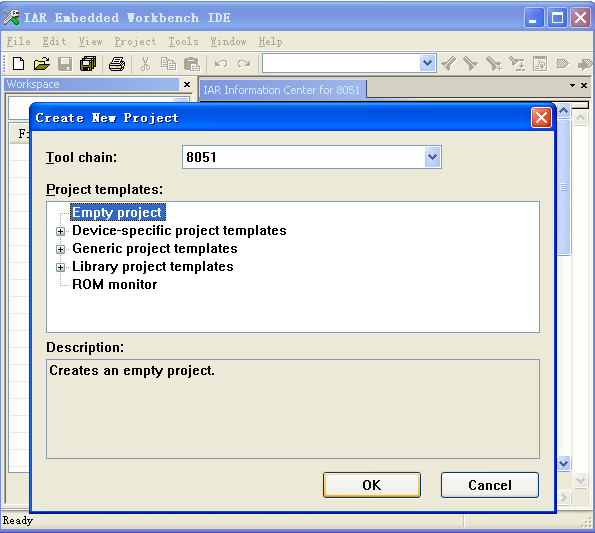 IAR Embedded Workbench IDE
File Edit View Project Tools Window Help
Workspace
IAR Information Center for 8051
Create New Project
Tool chain: 8051
Project templates:
Empty project
Device-specific project templates
Generic project templates
Library project templates
ROM monitor
Description:
Creates an empty project.
OK Cancel
Ready